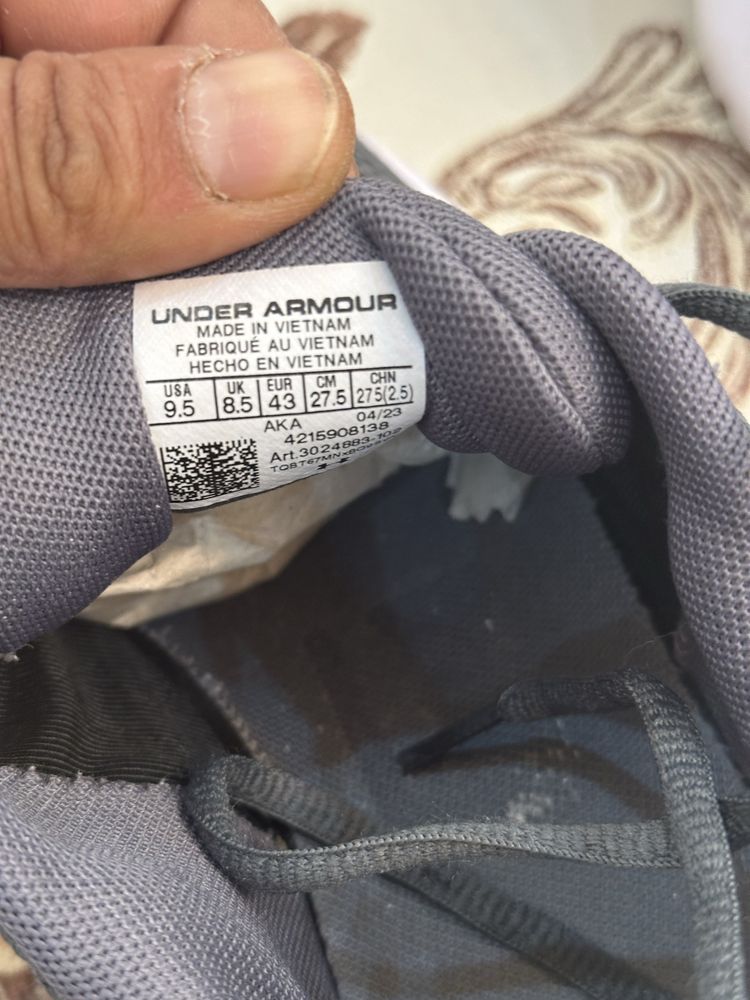 UNDER ARMOUR
MADE IN VIETNAM
FABRIQUÉ AU VIETNAM
HECHO EN VIETNAM
USA UK EUR CM CHN
9.5 8.5 43 27.5 275(2.5)
AKA 04/23
4215908138
Art.3024883-102